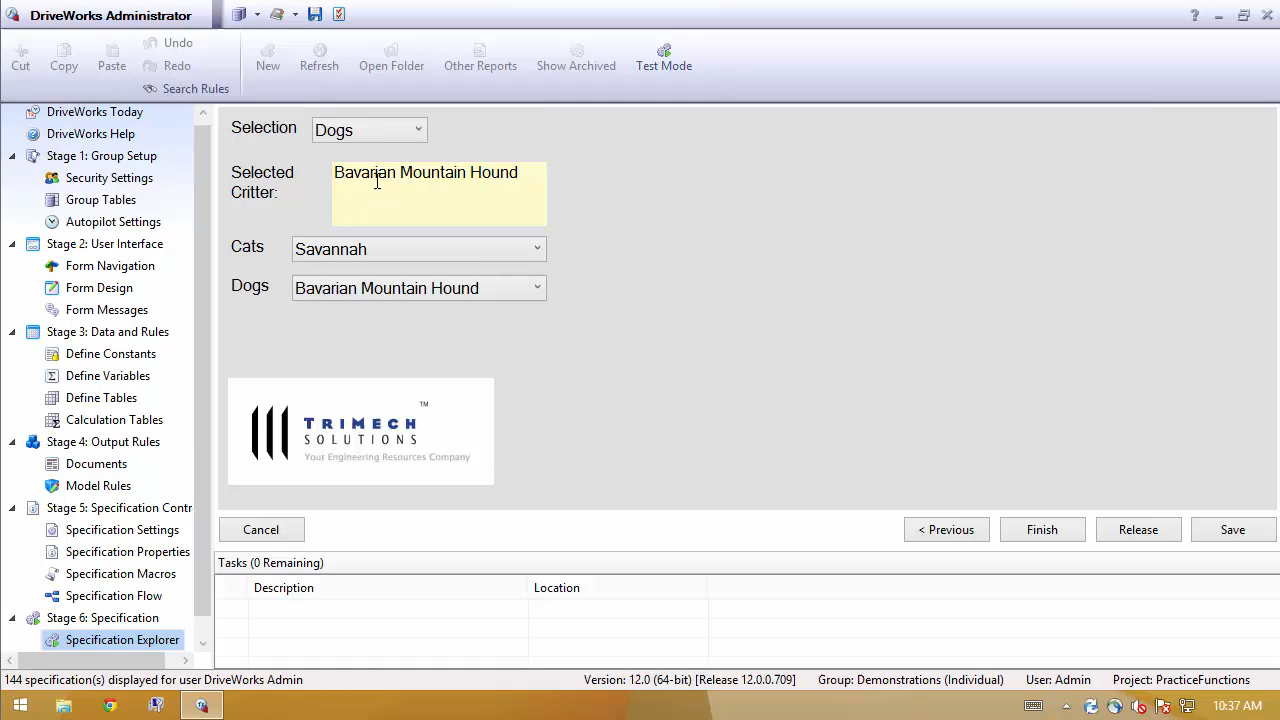 DriveWorks Administrator
?
Cut
Copy
Paste
Undo
Redo
Search Rules
New
Refresh
Open Folder
Other Reports
Show Archived
Test Mode
DriveWorks Today
DriveWorks Help
Stage 1: Group Setup
Security Settings
Group Tables
Autopilot Settings
Stage 2: User Interface
Form Navigation
Form Design
Form Messages
Stage 3: Data and Rules
Define Constants
Define Variables
Define Tables
Calculation Tables
Stage 4: Output Rules
Documents
Model Rules
Stage 5: Specification Contr
Specification Settings
Specification Properties
Specification Macros
Specification Flow
Stage 6: Specification
Specification Explorer
Selection
Dogs
Selected
Critter:
Bavarian Mountain Hound
Cats
Savannah
Dogs
Bavarian Mountain Hound
TRIMECH™
SOLUTIONS
Your Engineering Resources Company
Cancel
< Previous
Finish
Release
Save
Tasks (0 Remaining)
Description
Location
144 specification(s) displayed for user DriveWorks Admin
Version: 12.0 (64-bit) [Release 12.0.0.709]
Group: Demonstrations (Individual)
User: Admin
Project: PracticeFunctions
10:37 AM